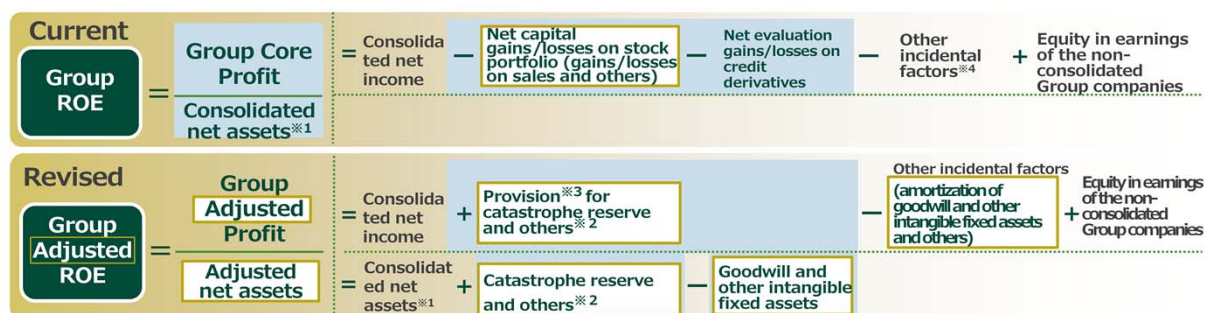 Current
Group
ROE
=
Group Core
Profit
Consolidated
net assets※1
= Consolida
ted net
income
−
Net capital
gains/losses on stock
portfolio (gains/losses
on sales and others)
−
Net evaluation
gains/losses on
credit
derivatives
−
Other
incidental
factors※4
+
Equity in earnings
of the non-
consolidated
Group companies
Revised
Group
Adjusted
ROE
=
Group
Adjusted
Profit
Adjusted
net assets
= Consolida
ted net
income
+
Provision※3 for
catastrophe reserve
and others※2
−
Other incidental factors
(amortization of
goodwill and other
intangible fixed assets
and others)
+
Equity in earnings
of the non-
consolidated
Group companies
= Consolidat
ed net
assets※1
+
Catastrophe reserve
and others※2
−
Goodwill and
other intangible
fixed assets